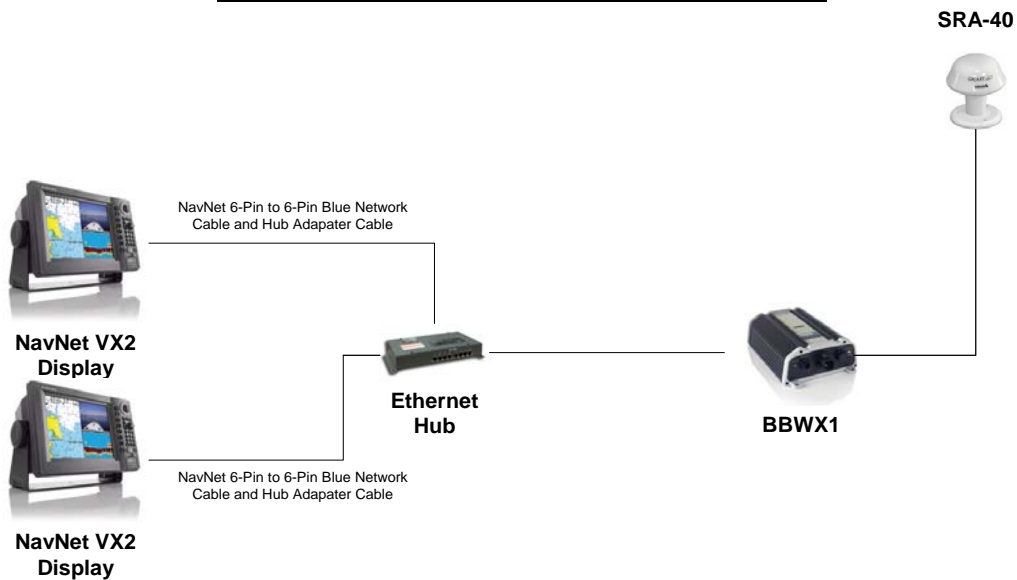 SRA-40
NavNet 6-Pin to 6-Pin Blue Network
Cable and Hub Adapater Cable
NavNet VX2
Display
Ethernet
Hub
BBWX1
NavNet 6-Pin to 6-Pin Blue Network
Cable and Hub Adapater Cable
NavNet VX2
Display